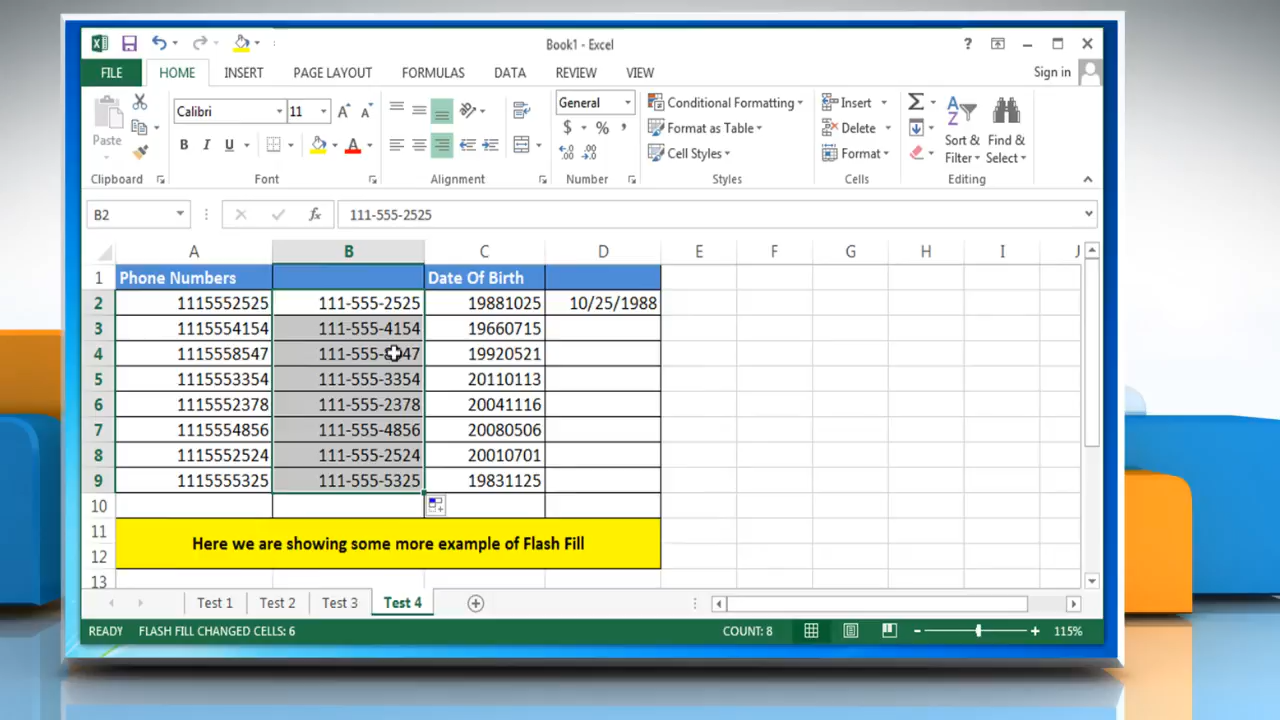 Book1 - Excel
?
FILE HOME INSERT PAGE LAYOUT FORMULAS DATA REVIEW VIEW Sign in
Paste
Calibri 11 A A
B I U A
General
$ % ,
Conditional Formatting
Format as Table
Cell Styles
Insert
Delete
Format
Σ
Sort & Filter
Find & Select
Clipboard Font Alignment Number Styles Cells Editing
B2 fx 111-555-2525
A B C D E F G H I J
1 Phone Numbers Date Of Birth
2 1115552525 111-555-2525 19881025 10/25/1988
3 1115554154 111-555-4154 19660715
4 1115558547 111-555-8547 19920521
5 1115553354 111-555-3354 20110113
6 1115552378 111-555-2378 20041116
7 1115554856 111-555-4856 20080506
8 1115552524 111-555-2524 20010701
9 1115555325 111-555-5325 19831125
10
11
Here we are showing some more example of Flash Fill
12
13
Test 1 Test 2 Test 3 Test 4
READY FLASH FILL CHANGED CELLS: 6 COUNT: 8 115%